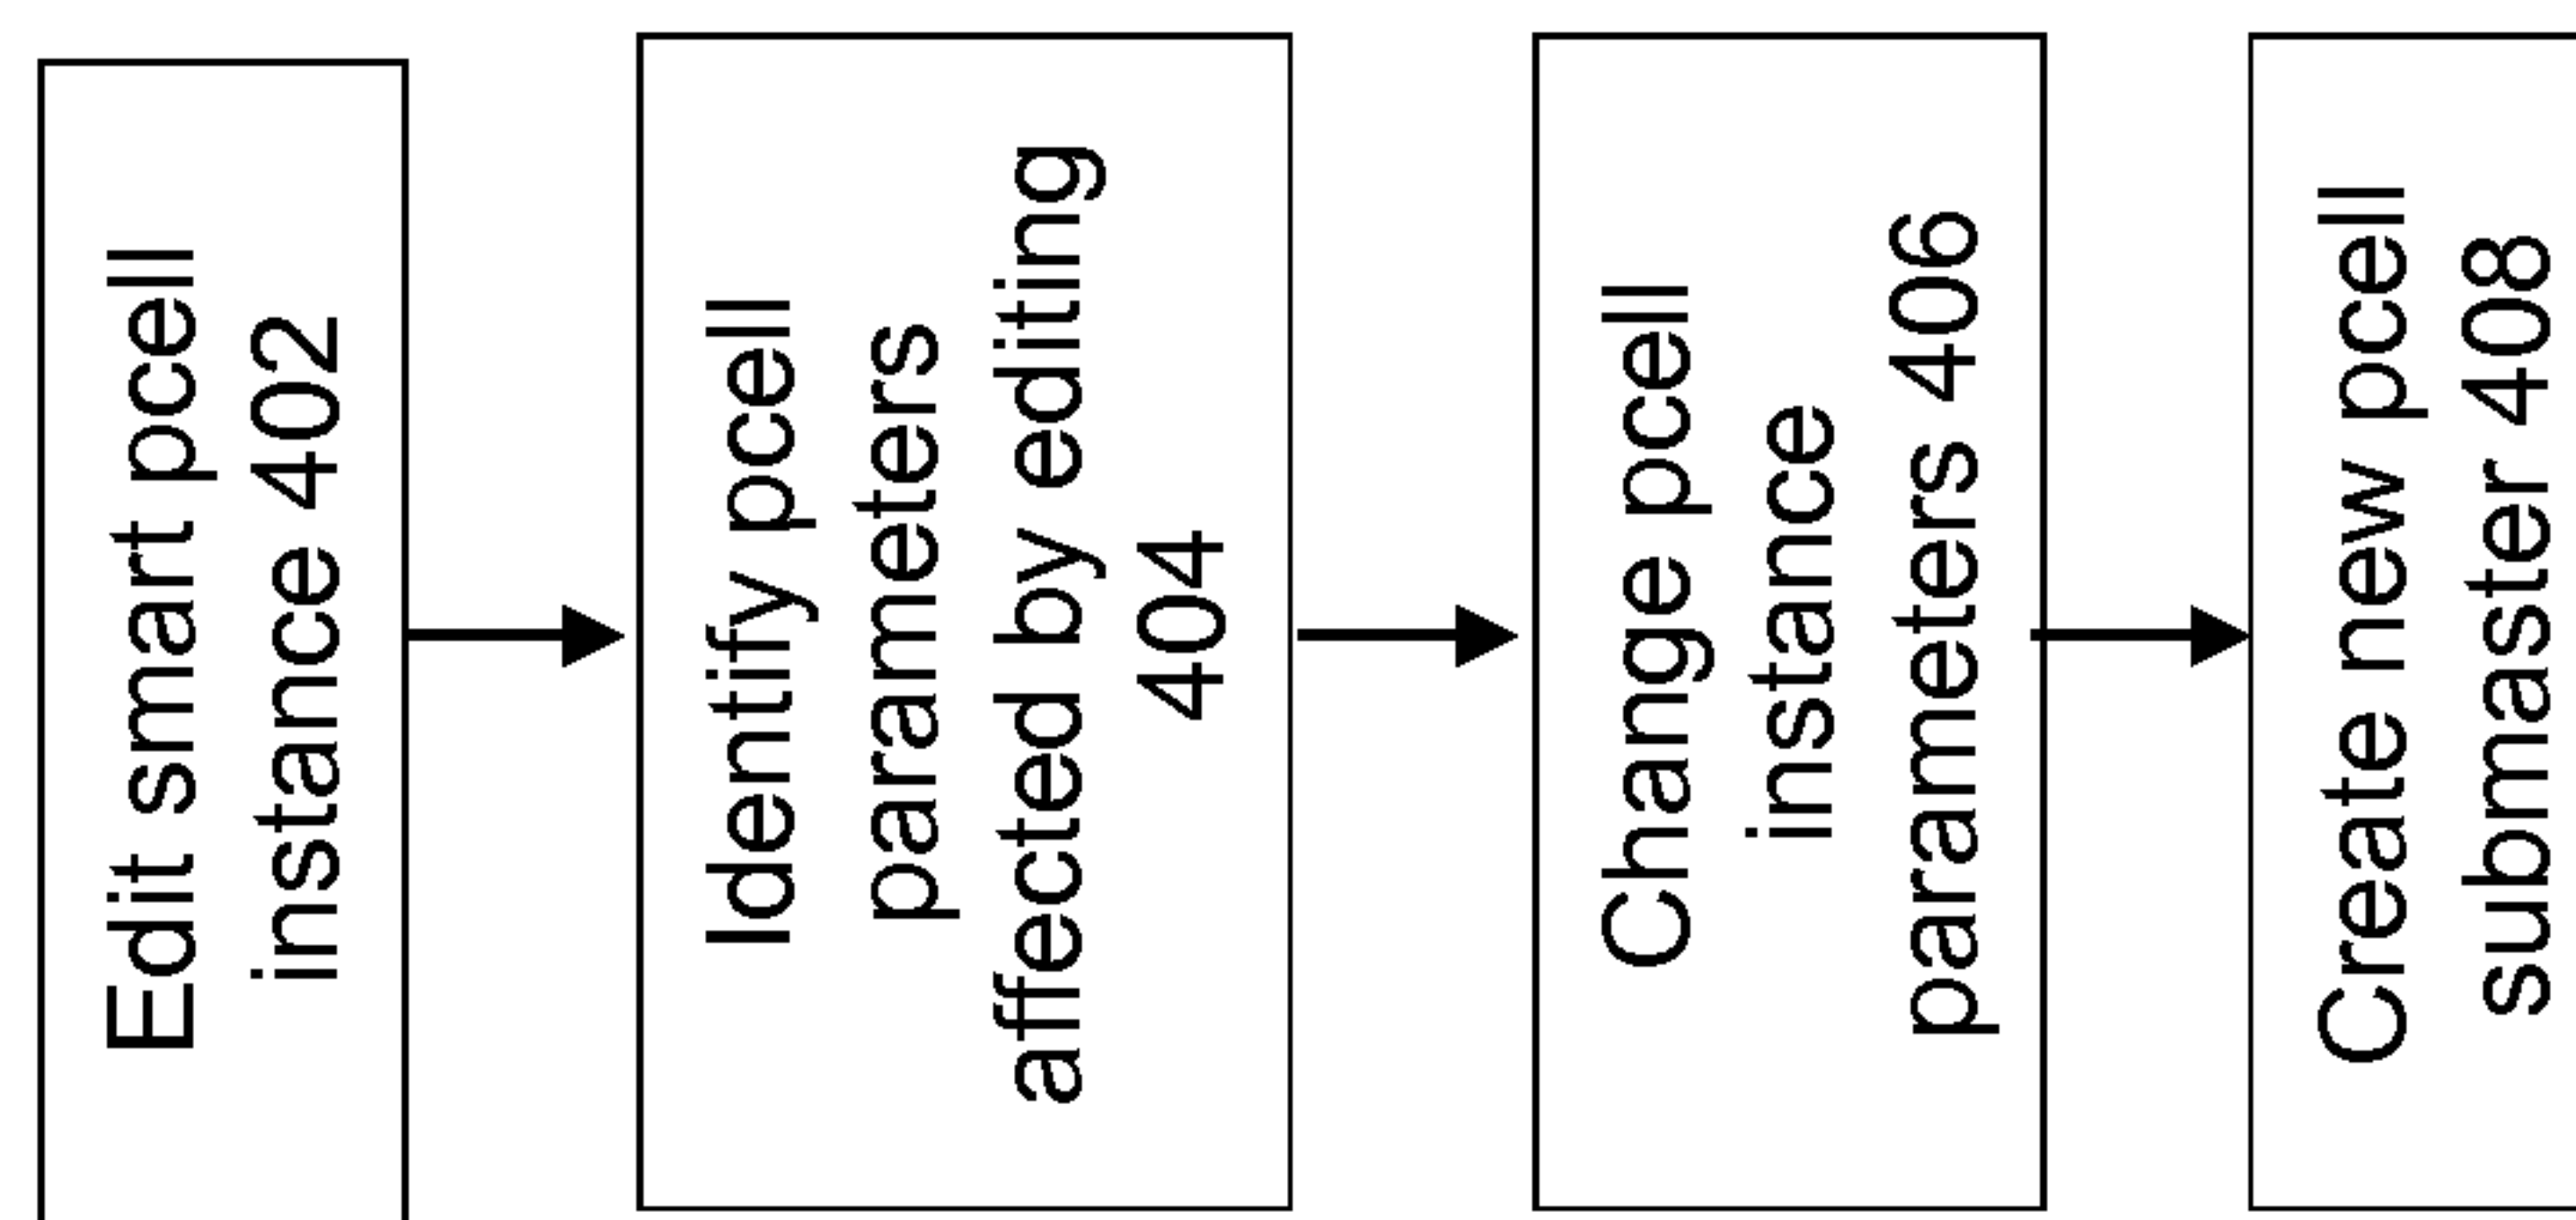 Edit smart pcell
instance 402
Identify pcell
parameters
affected by editing
404
Change pcell
instance
parameters 406
Create new pcell
submaster 408